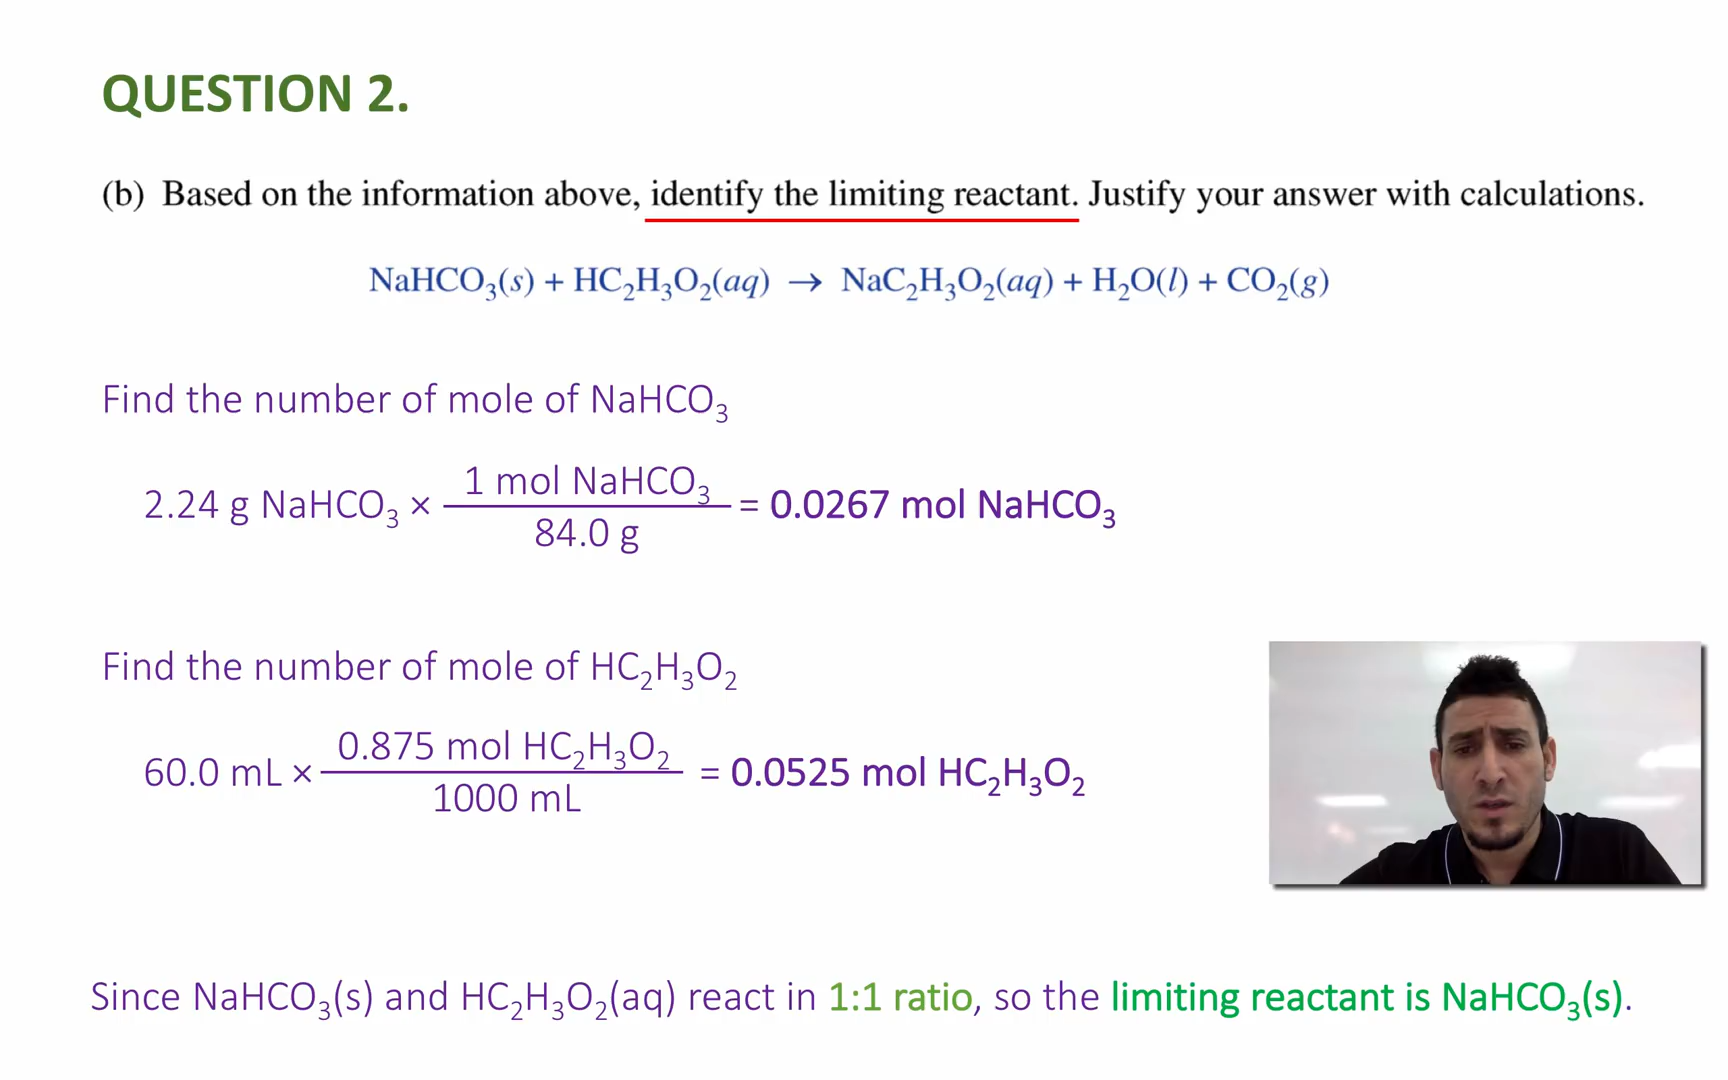 QUESTION 2.
(b) Based on the information above, identify the limiting reactant. Justify your answer with calculations.
NaHCO₃(s) + HC₂H₃O₂(aq) → NaC₂H₃O₂(aq) + H₂O(l) + CO₂(g)
Find the number of mole of NaHCO₃
2.24 g NaHCO₃ × 1 mol NaHCO₃ / 84.0 g = 0.0267 mol NaHCO₃
Find the number of mole of HC₂H₃O₂
60.0 mL × 0.875 mol HC₂H₃O₂ / 1000 mL = 0.0525 mol HC₂H₃O₂
Since NaHCO₃(s) and HC₂H₃O₂(aq) react in 1:1 ratio, so the limiting reactant is NaHCO₃(s).